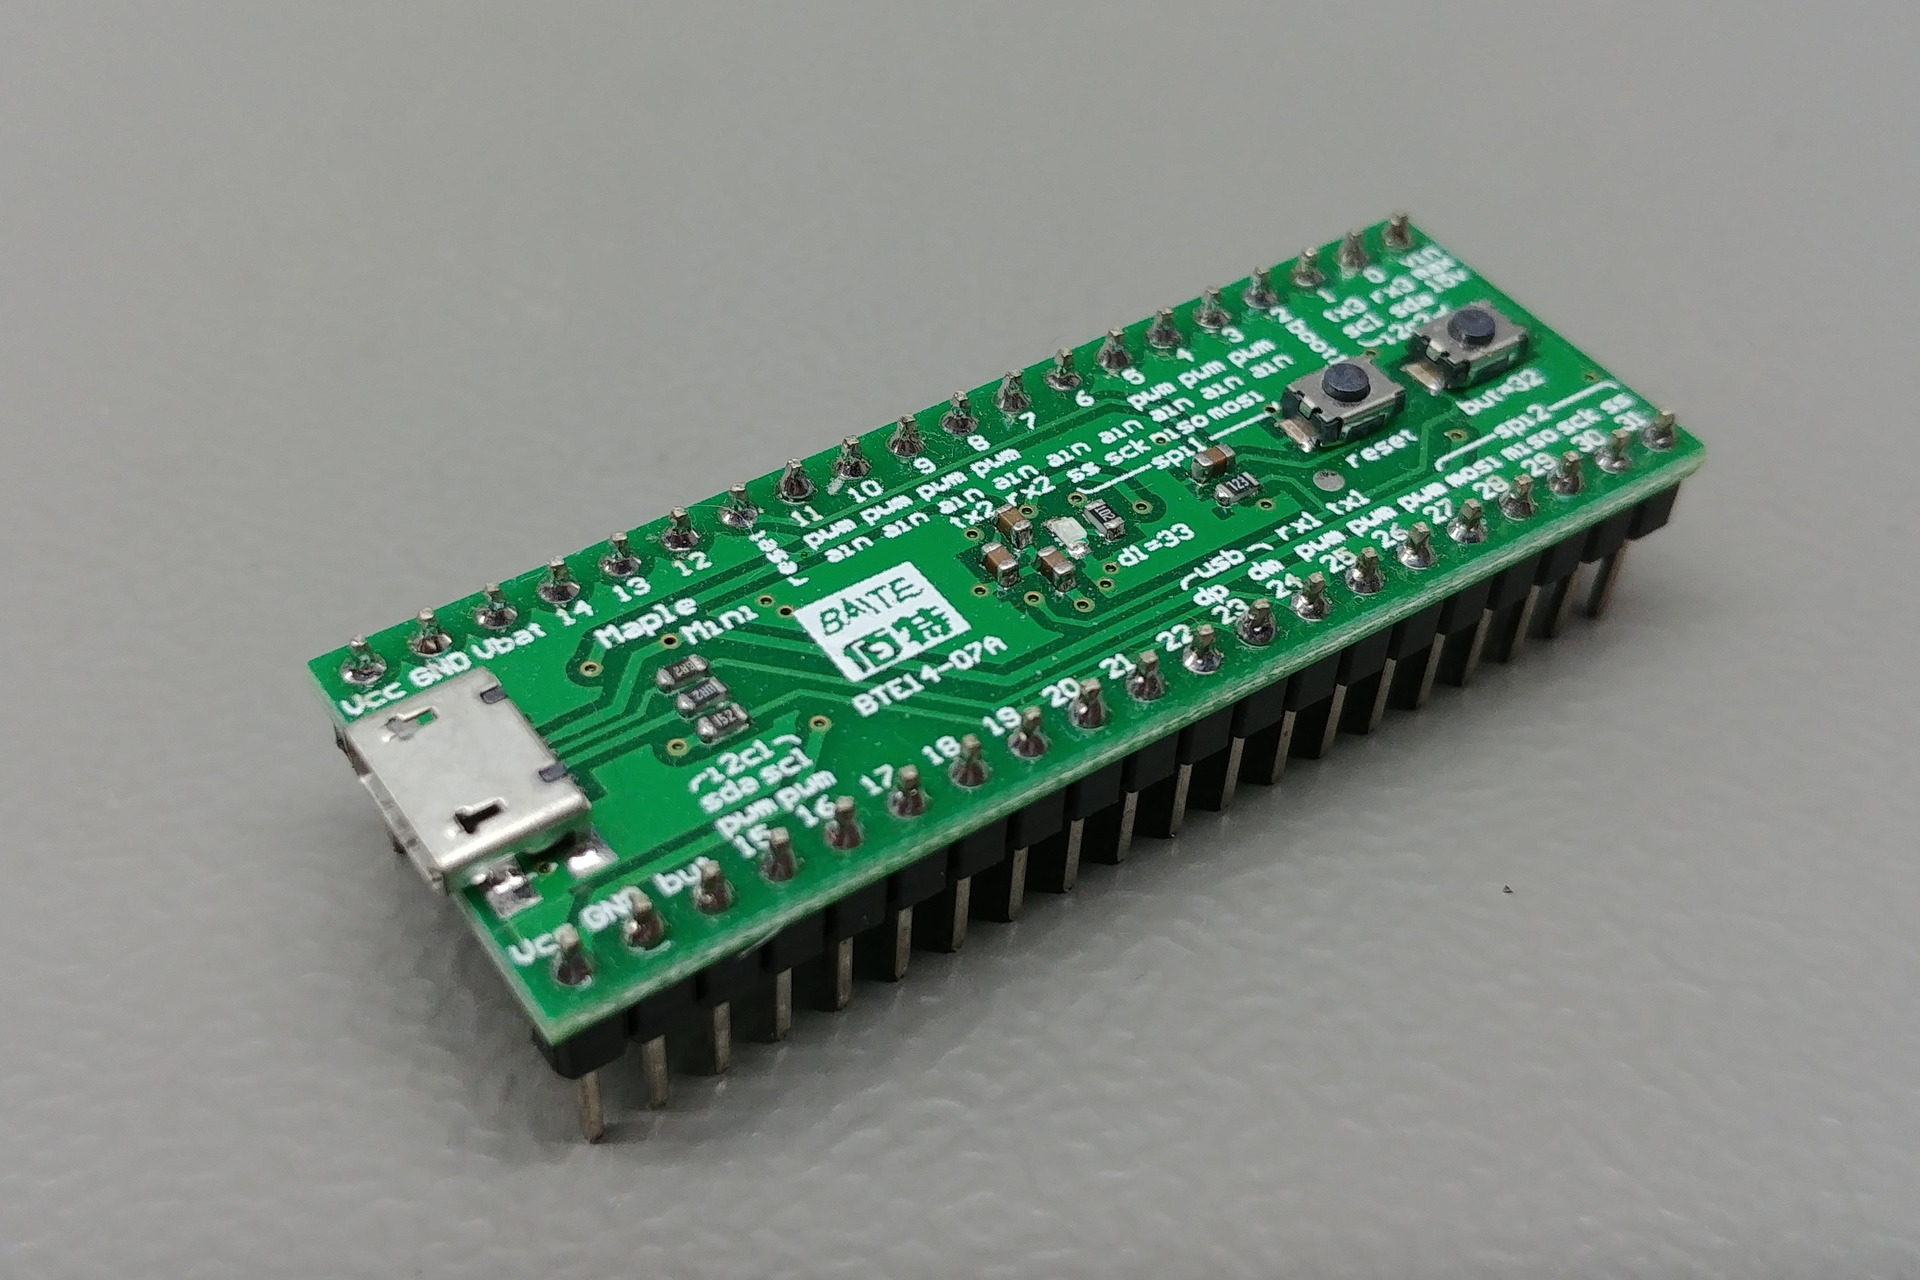 Vcc GND Vbat 14 13 12 11 10 9 8 7 6 5 4 3 2 1 0 vin
max
15v
tx3 rx3
scl sda
i2c2
boot
reset
pwm pwm pwm pwm
pwm pwm pwm
ain ain ain ain ain ain ain ain ain
tx2 rx2 ss sck miso mosi
spi1
Maple
Mini
BAITE
百特
BTE14-07A
d1=33
reset
but=32
spi2
mosi miso sck ss
usb
dp dm
rx1 tx1
pwm pwm pwm
i2c1
sda scl
pwm pwm
Vcc GND but 15 16 17 18 19 20 21 22 23 24 25 26 27 28 29 30 31